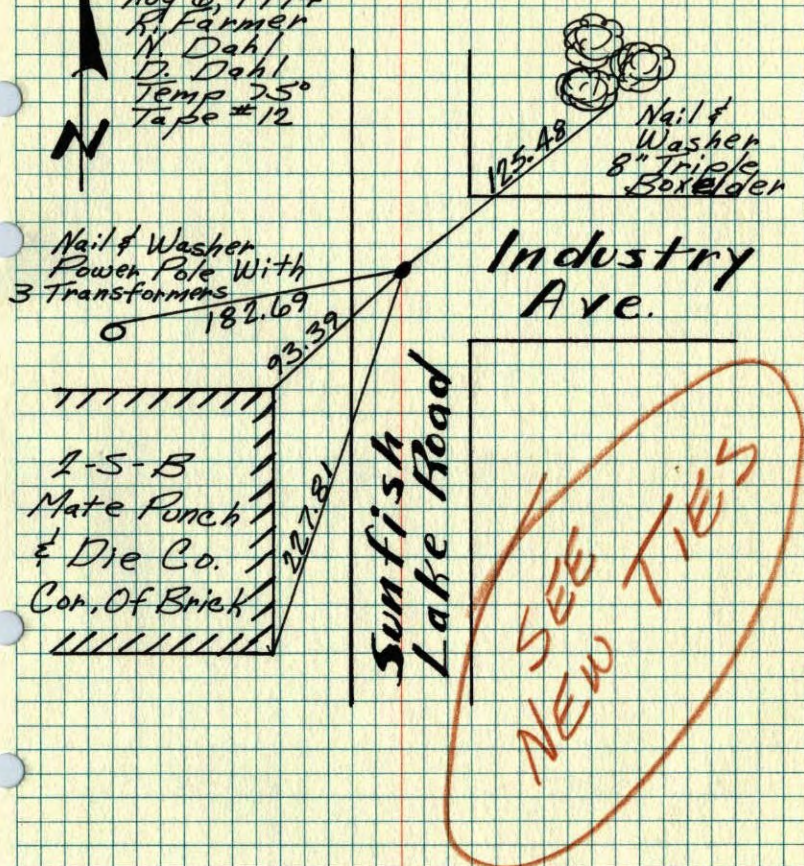 R. Farmer
N. Dahl
D. Dahl
Temp 75°
Tape #12
N
125.48
Nail &
Washer
8" Triple
Boxelder
Nail & Washer
Power Pole With
3 Transformers
182.69
Industry
Ave.
93.39
227.81
Sunfish
Lake Road
1-S-B
Mate Punch
& Die Co.
Cor. Of Brick
SEE
NEW TIES